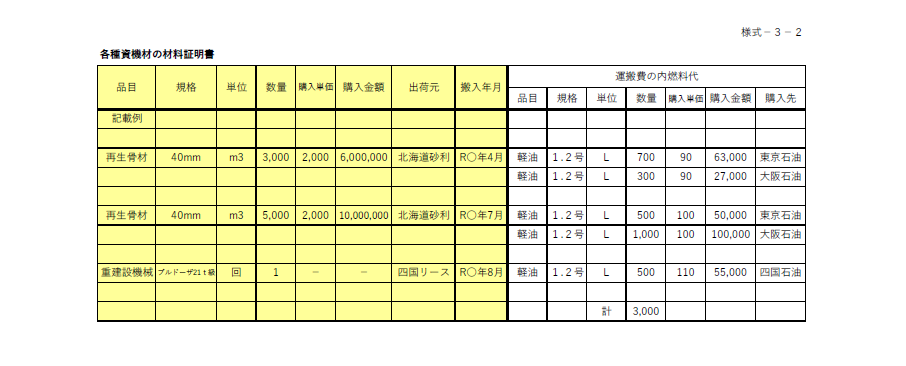 様式－３－２
各種資機材の材料証明書
運搬費の内燃料代
品目 規格 単位 数量 購入単価 購入金額 出荷元 搬入年月 品目 規格 単位 数量 購入単価 購入金額 購入先
記載例
再生骨材 40mm m3 3,000 2,000 6,000,000 北海道砂利 R〇年4月 軽油 1.2号 L 700 90 63,000 東京石油
軽油 1.2号 L 300 90 27,000 大阪石油
再生骨材 40mm m3 5,000 2,000 10,000,000 北海道砂利 R〇年7月 軽油 1.2号 L 500 100 50,000 東京石油
軽油 1.2号 L 1,000 100 100,000 大阪石油
重建設機械 ブルドーザ21ｔ級 回 1 － － 四国リース R〇年8月 軽油 1.2号 L 500 110 55,000 四国石油
計 3,000